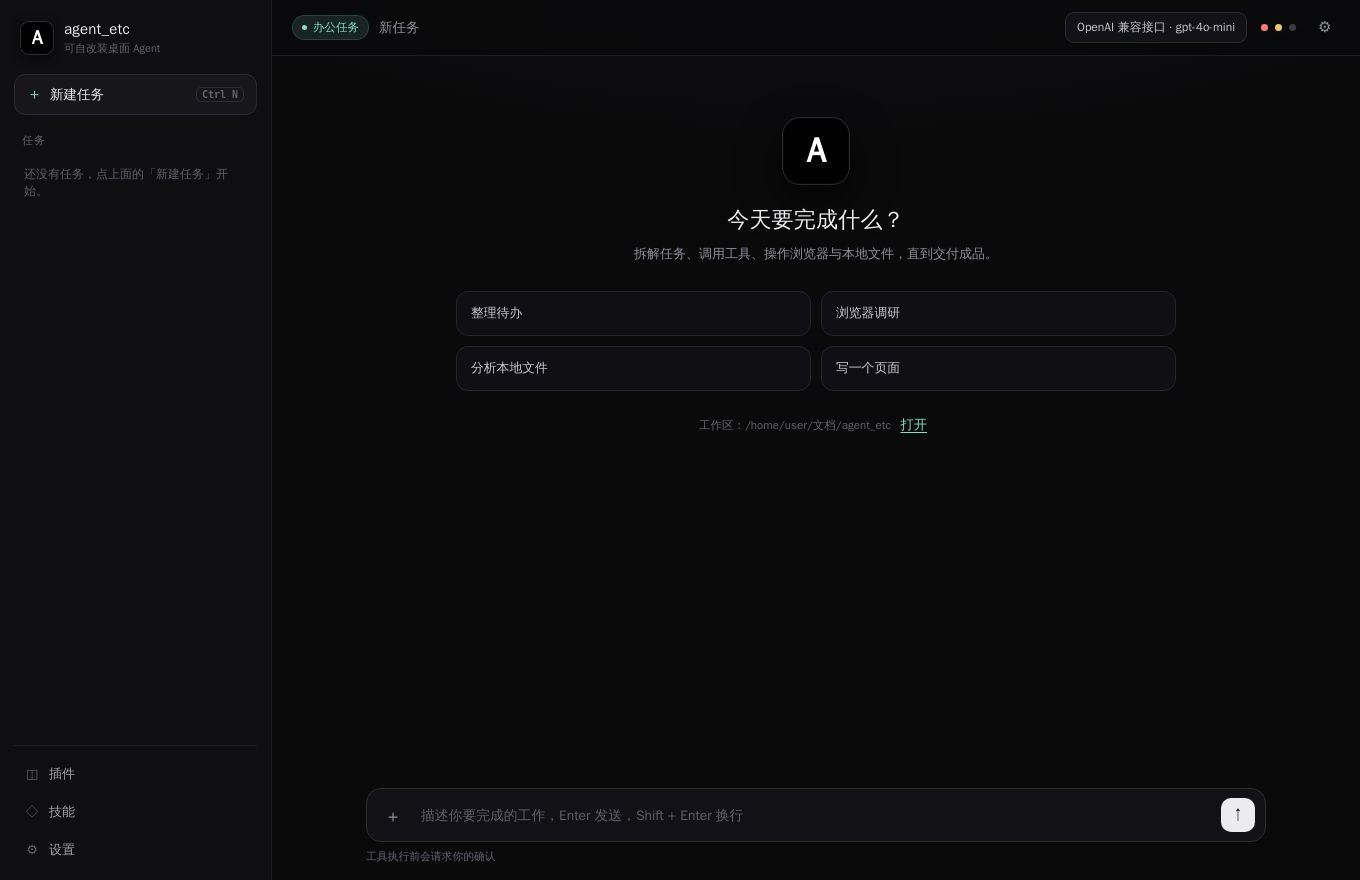 A
agent_etc
可自改装桌面 Agent
+ 新建任务 Ctrl N
任务
还没有任务，点上面的「新建任务」开
始。
插件
技能
设置
办公任务 新任务
OpenAI 兼容接口 · gpt-4o-mini
A
今天要完成什么？
拆解任务、调用工具、操作浏览器与本地文件，直到交付成品。
整理待办
浏览器调研
分析本地文件
写一个页面
工作区：/home/user/文档/agent_etc 打开
+ 描述你要完成的工作，Enter 发送，Shift + Enter 换行 ↑
工具执行前会请求你的确认